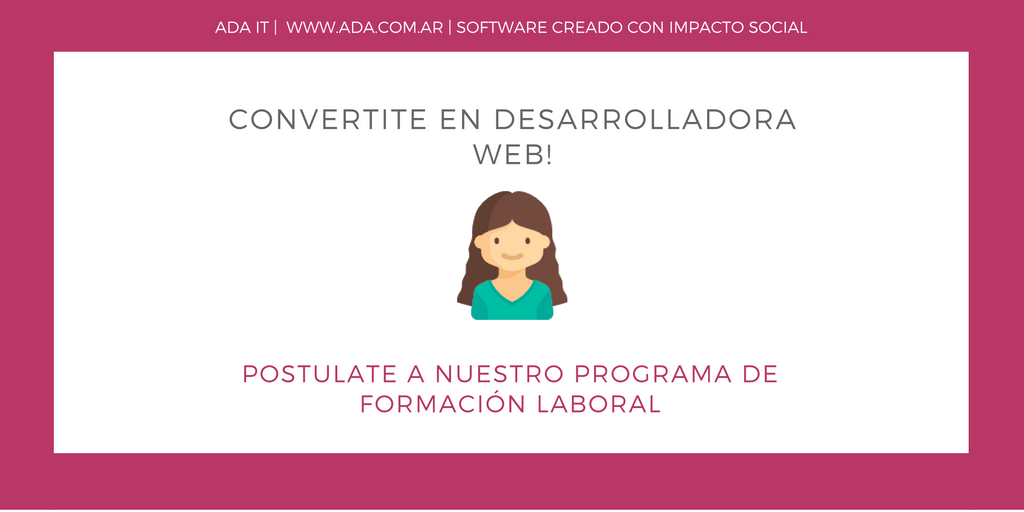 ADA IT |  WWW.ADA.COM.AR | SOFTWARE CREADO CON IMPACTO SOCIAL
CONVERTITE EN DESARROLLADORA
WEB!
POSTULATE A NUESTRO PROGRAMA DE
FORMACIÓN LABORAL